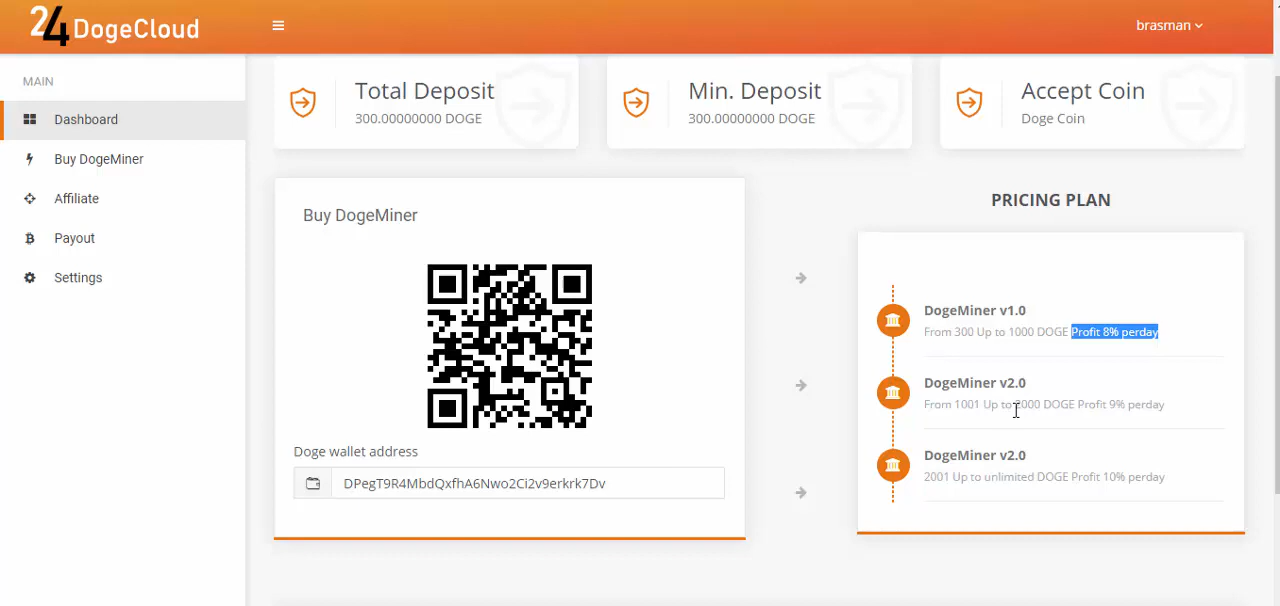 24 DogeCloud
brasman
MAIN
Dashboard
Buy DogeMiner
Affiliate
Payout
Settings
Total Deposit
300.00000000 DOGE
Min. Deposit
300.00000000 DOGE
Accept Coin
Doge Coin
Buy DogeMiner
Doge wallet address
DPegT9R4MbdQxfhA6Nwo2Ci2v9erkrk7Dv
PRICING PLAN
DogeMiner v1.0
From 300 Up to 1000 DOGE Profit 8% perday
DogeMiner v2.0
From 1001 Up to 2000 DOGE Profit 9% perday
DogeMiner v2.0
2001 Up to unlimited DOGE Profit 10% perday